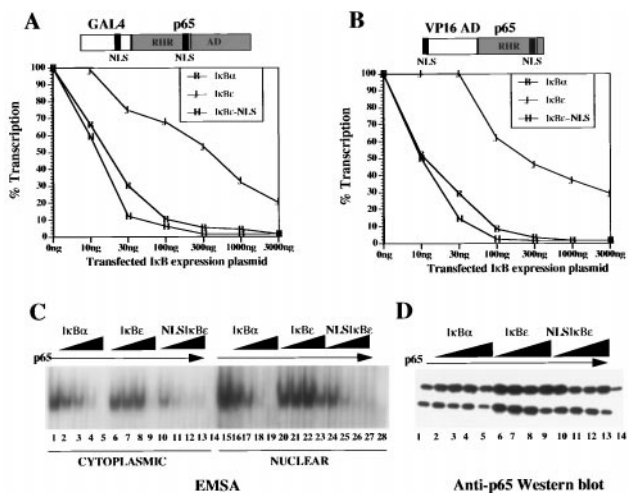 A
GAL4 p65
RHR AD
NLS NLS
% Transcription
100
90
80
70
60
50
40
30
20
10
0
IκBα
IκBε
IκBε-NLS
0ng 10ng 30ng 100ng 300ng 1000ng 3000ng
Transfected IκB expression plasmid
B
VP16 AD p65
RHR
NLS NLS
% Transcription
100
90
80
70
60
50
40
30
20
10
0
IκBα
IκBε
IκBε-NLS
0ng 10ng 30ng 100ng 300ng 1000ng 3000ng
Transfected IκB expression plasmid
C
IκBα IκBε NLSIκBε IκBα IκBε NLSIκBε
p65
1 2 3 4 5 6 7 8 9 10 11 12 13 14 15 16 17 18 19 20 21 22 23 24 25 26 27 28
CYTOPLASMIC NUCLEAR
EMSA
D
IκBα IκBε NLSIκBε
p65
1 2 3 4 5 6 7 8 9 10 11 12 13 14
Anti-p65 Western blot